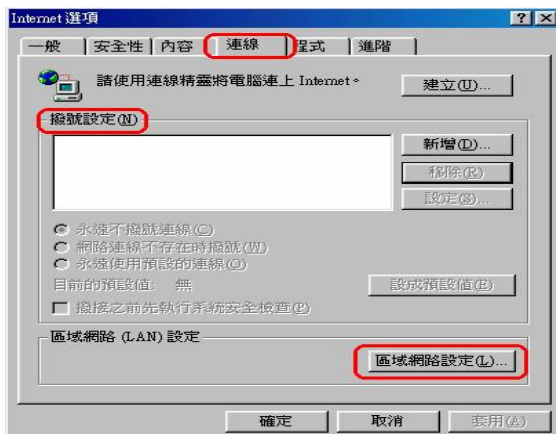 Internet 選項
一般 安全性 內容 連線 程式 進階
請使用連線精靈將電腦連上 Internet。
建立(U)...
撥號設定(N)
新增(D)...
移除(R)
設定(S)...
永遠不撥號連線(C)
網路連線不存在時撥號(W)
永遠使用預設的連線(O)
目前的預設值: 無
設成預設值(E)
撥接之前先執行系統安全檢查(P)
區域網路 (LAN) 設定
區域網路設定(L)...
確定 取消 套用(A)